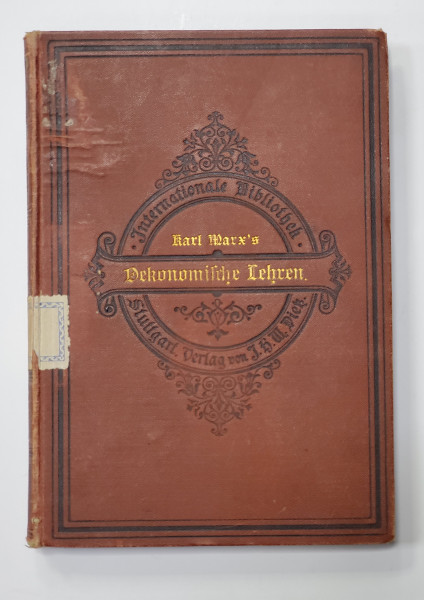 Internationale Bibliothek
Karl Marx's
Oekonomische Lehren.
Stuttgart. Verlag von J. H. W. Dietz.